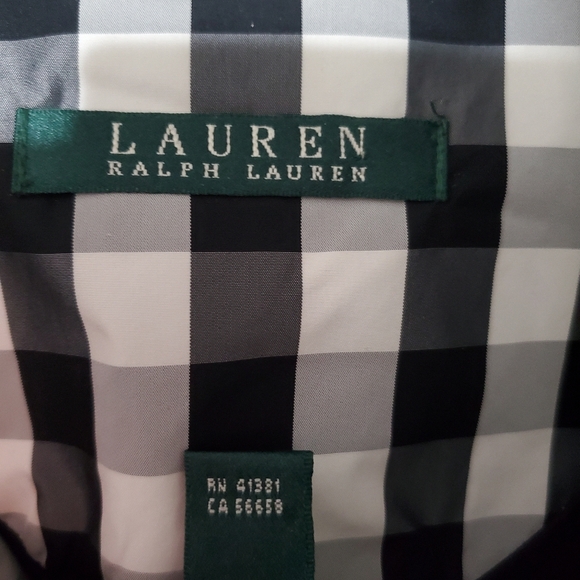 LAUREN
RALPH LAUREN
RN 41381
CA 56658